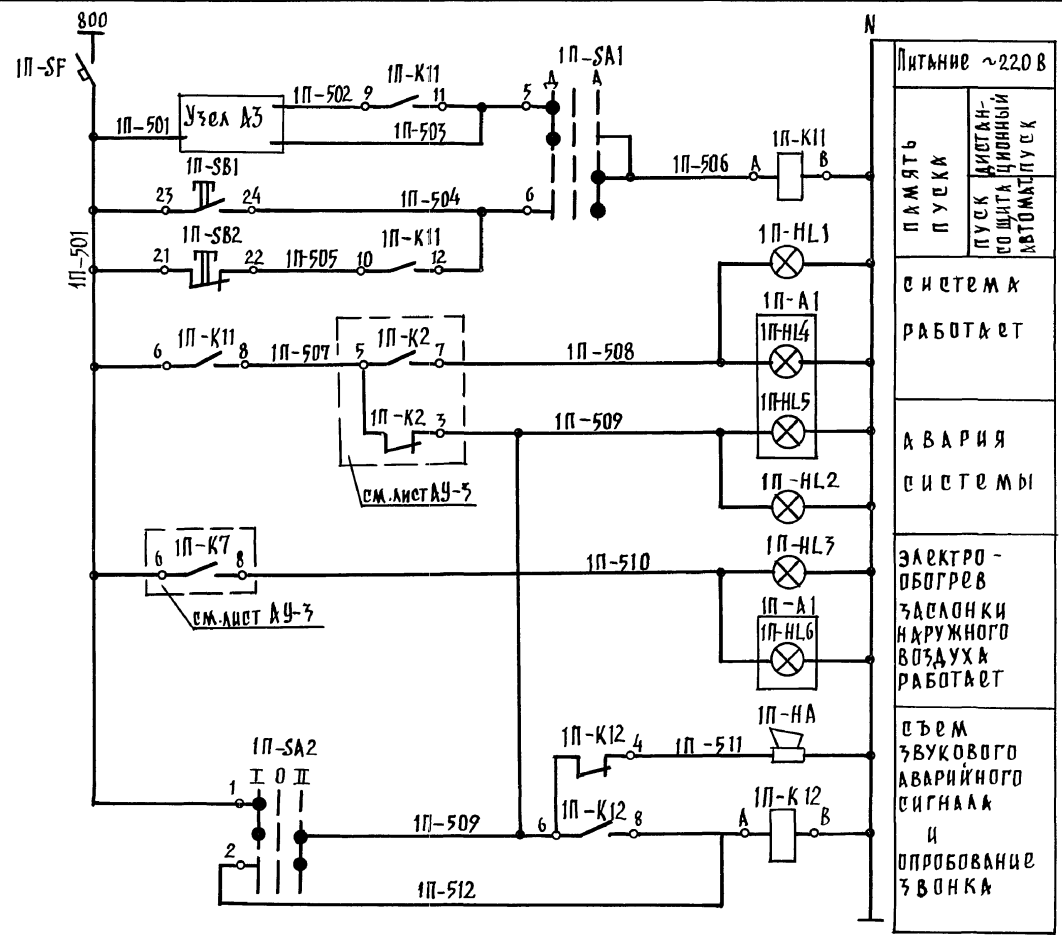 800
N
1П-SF
1П-SA1
Д А
Питание ~220 В
1П-502 9 1П-К11 11 5
Узел А3
1П-501
1П-503
1П-К11
1П-506 А В
ПАМЯТЬ
ПУСКА
ДИСТАН-
ЦИОННЫЙ
ПУСК
1П-SB1
23 24 1П-504 6
ПУСК
СО ЩИТА
АВТОМАТ.
1П-SB2 1П-К11
21 22 1П-505 10 12
1П-501
1П-HL1
СИСТЕМА
РАБОТАЕТ
1П-А1
1П-К11 1П-К2 1П-HL4
6 8 1П-507 5 7 1П-508
1П-К2 3 1П-509 1П-HL5
АВАРИЯ
СИСТЕМЫ
см.лист АУ-3
1П-HL2
1П-К7
6 8 1П-510 1П-HL3
см.лист АУ-3
ЭЛЕКТРО-
ОБОГРЕВ
ЗАСЛОНКИ
НАРУЖНОГО
ВОЗДУХА
РАБОТАЕТ
1П-А1
1П-HL6
1П-НА
1П-К12 4 1П-511
СЪЕМ
ЗВУКОВОГО
АВАРИЙНОГО
СИГНАЛА
И
ОПРОБОВАНИЕ
ЗВОНКА
1П-SA2
I 0 II
1
1П-К12 1П-К12
1П-509 6 8 А В
2
1П-512